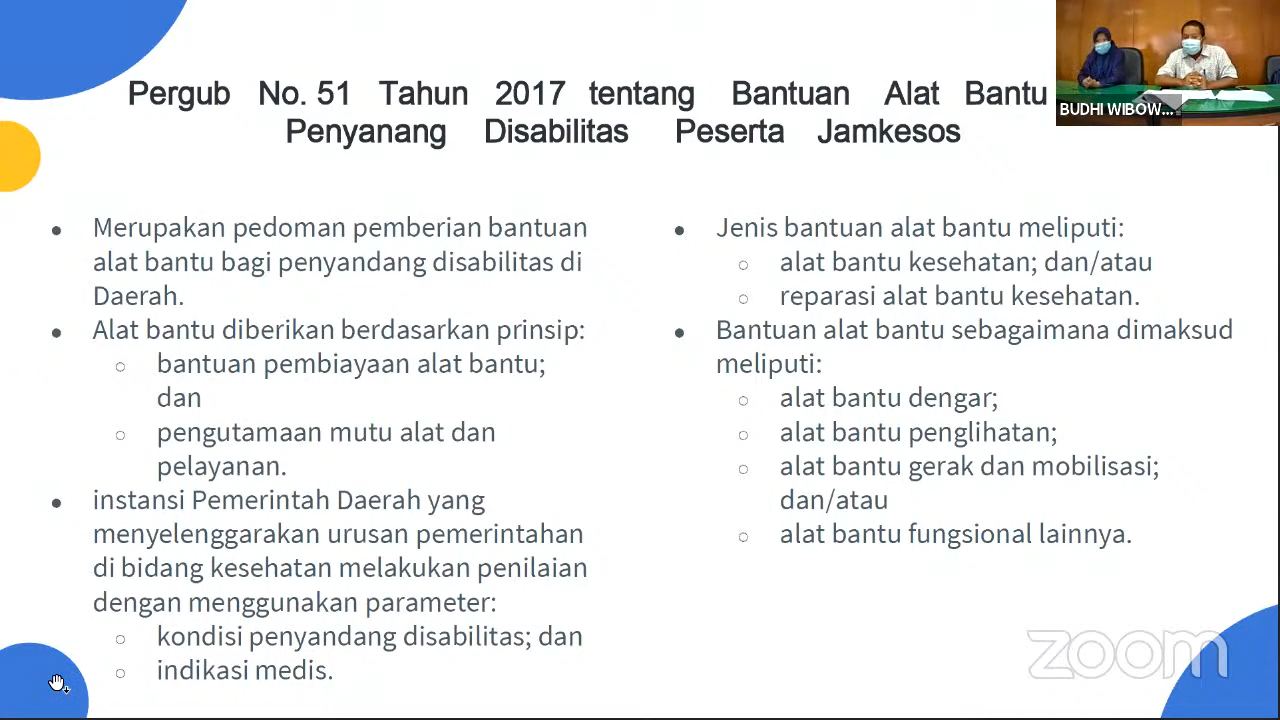 Pergub No. 51 Tahun 2017 tentang Bantuan Alat Bantu
Penyanang Disabilitas Peserta Jamkesos
BUDHI WIBOW...
Merupakan pedoman pemberian bantuan
alat bantu bagi penyandang disabilitas di
Daerah.
Alat bantu diberikan berdasarkan prinsip:
bantuan pembiayaan alat bantu;
dan
pengutamaan mutu alat dan
pelayanan.
instansi Pemerintah Daerah yang
menyelenggarakan urusan pemerintahan
di bidang kesehatan melakukan penilaian
dengan menggunakan parameter:
kondisi penyandang disabilitas; dan
indikasi medis.
Jenis bantuan alat bantu meliputi:
alat bantu kesehatan; dan/atau
reparasi alat bantu kesehatan.
Bantuan alat bantu sebagaimana dimaksud
meliputi:
alat bantu dengar;
alat bantu penglihatan;
alat bantu gerak dan mobilisasi;
dan/atau
alat bantu fungsional lainnya.
zoom